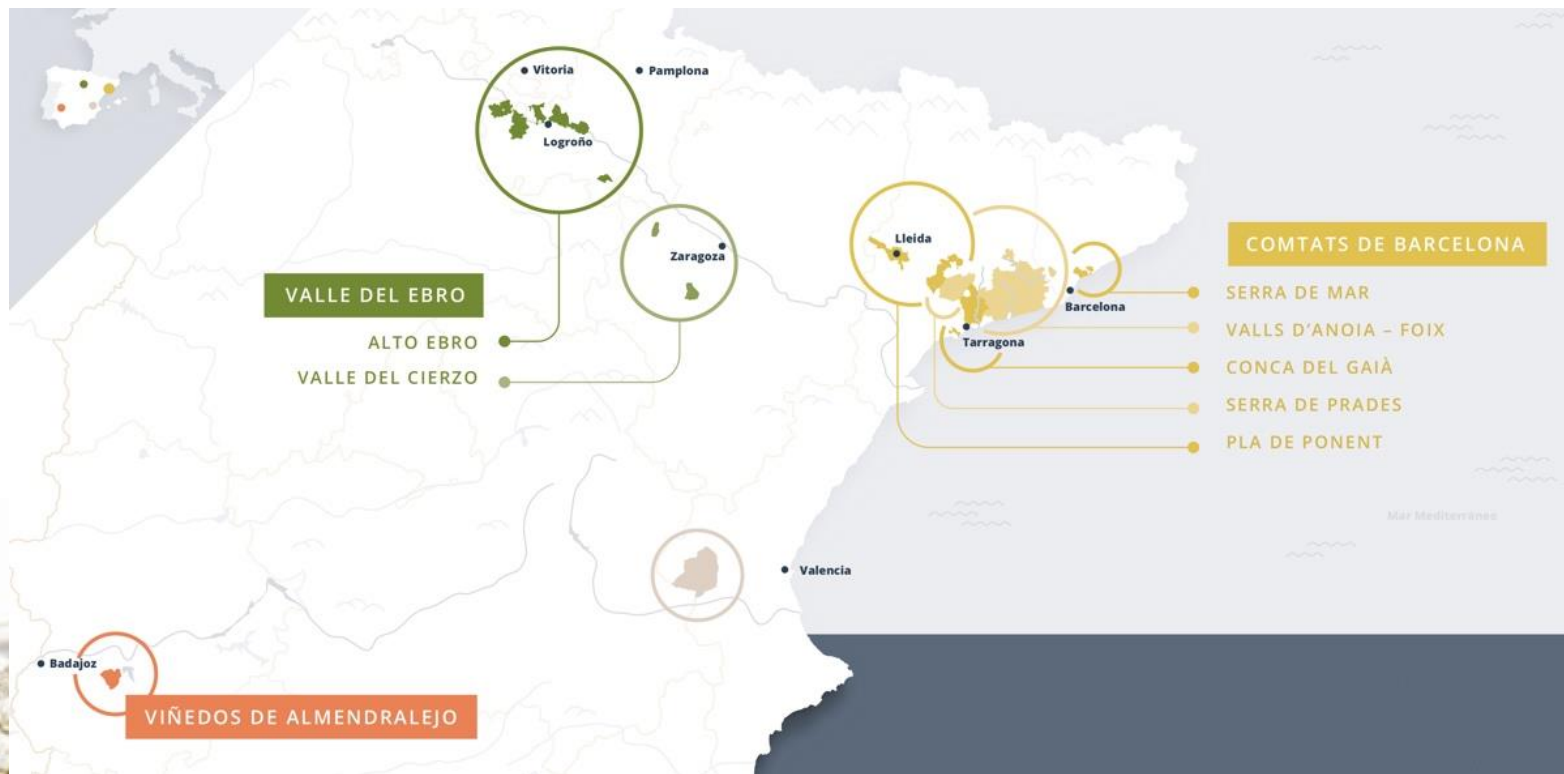 Vitoria
Pamplona
Logroño
Zaragoza
Lleida
Barcelona
Tarragona
VALLE DEL EBRO
ALTO EBRO
VALLE DEL CIERZO
COMTATS DE BARCELONA
SERRA DE MAR
VALLS D'ANOIA – FOIX
CONCA DEL GAIÀ
SERRA DE PRADES
PLA DE PONENT
Mar Mediterráneo
Valencia
Badajoz
VIÑEDOS DE ALMENDRALEJO